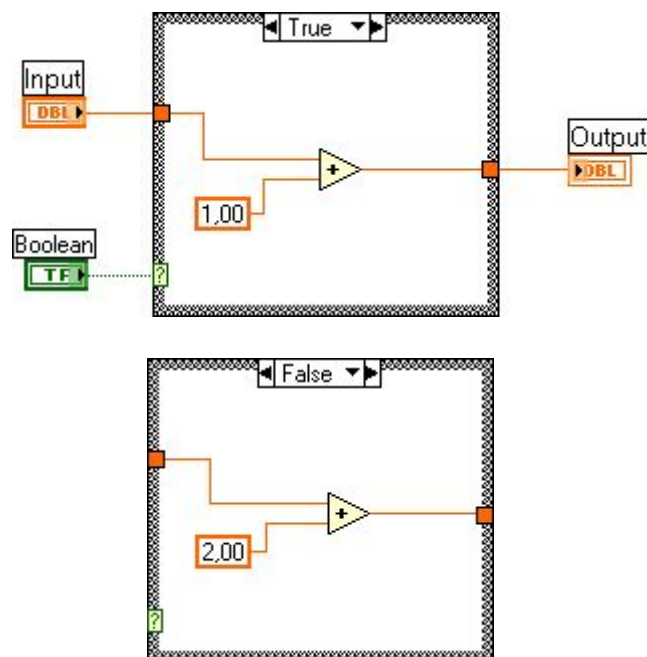 True
Input
DBL
+
Output
DBL
1,00
Boolean
TF
?
False
+
2,00
?